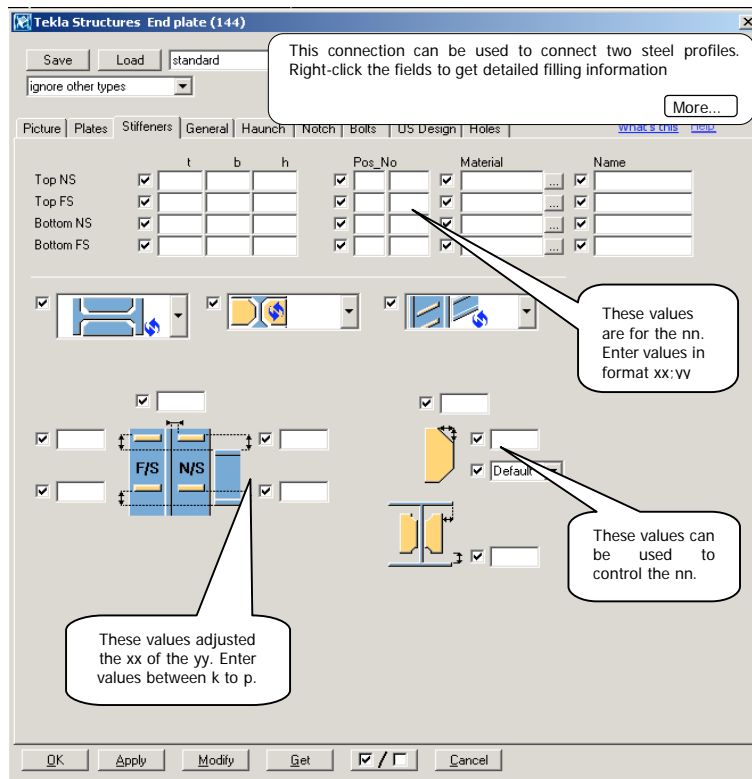 Tekla Structures End plate (144)
This connection can be used to connect two steel profiles.
Right-click the fields to get detailed filling information
More...
Save Load standard
ignore other types
Picture Plates Stiffeners General Haunch Notch Bolts US Design Holes What's this Help
t b h Pos_No Material Name
Top NS ...
Top FS ...
Bottom NS ...
Bottom FS ...
These values
are for the nn.
Enter values in
format xx;yy
F/S N/S
Default
These values can
be used to
control the nn.
These values adjusted
the xx of the yy. Enter
values between k to p.
OK Apply Modify Get / Cancel